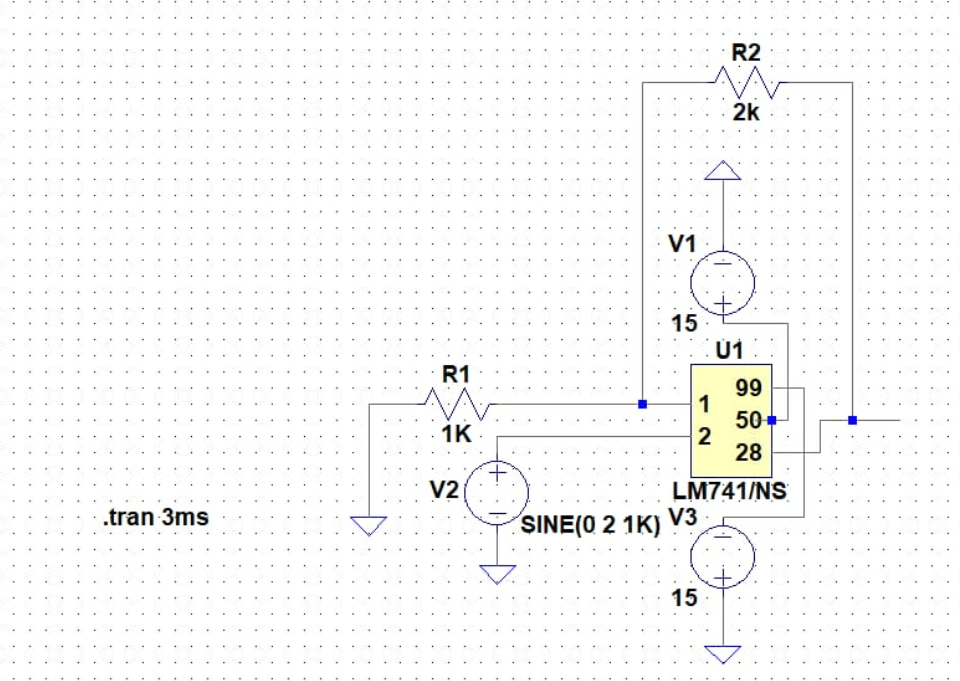 R2
2k
V1
15
U1
R1
1K
99
1
50
2
28
LM741/NS
V2
SINE(0 2 1K)
V3
.tran 3ms
15